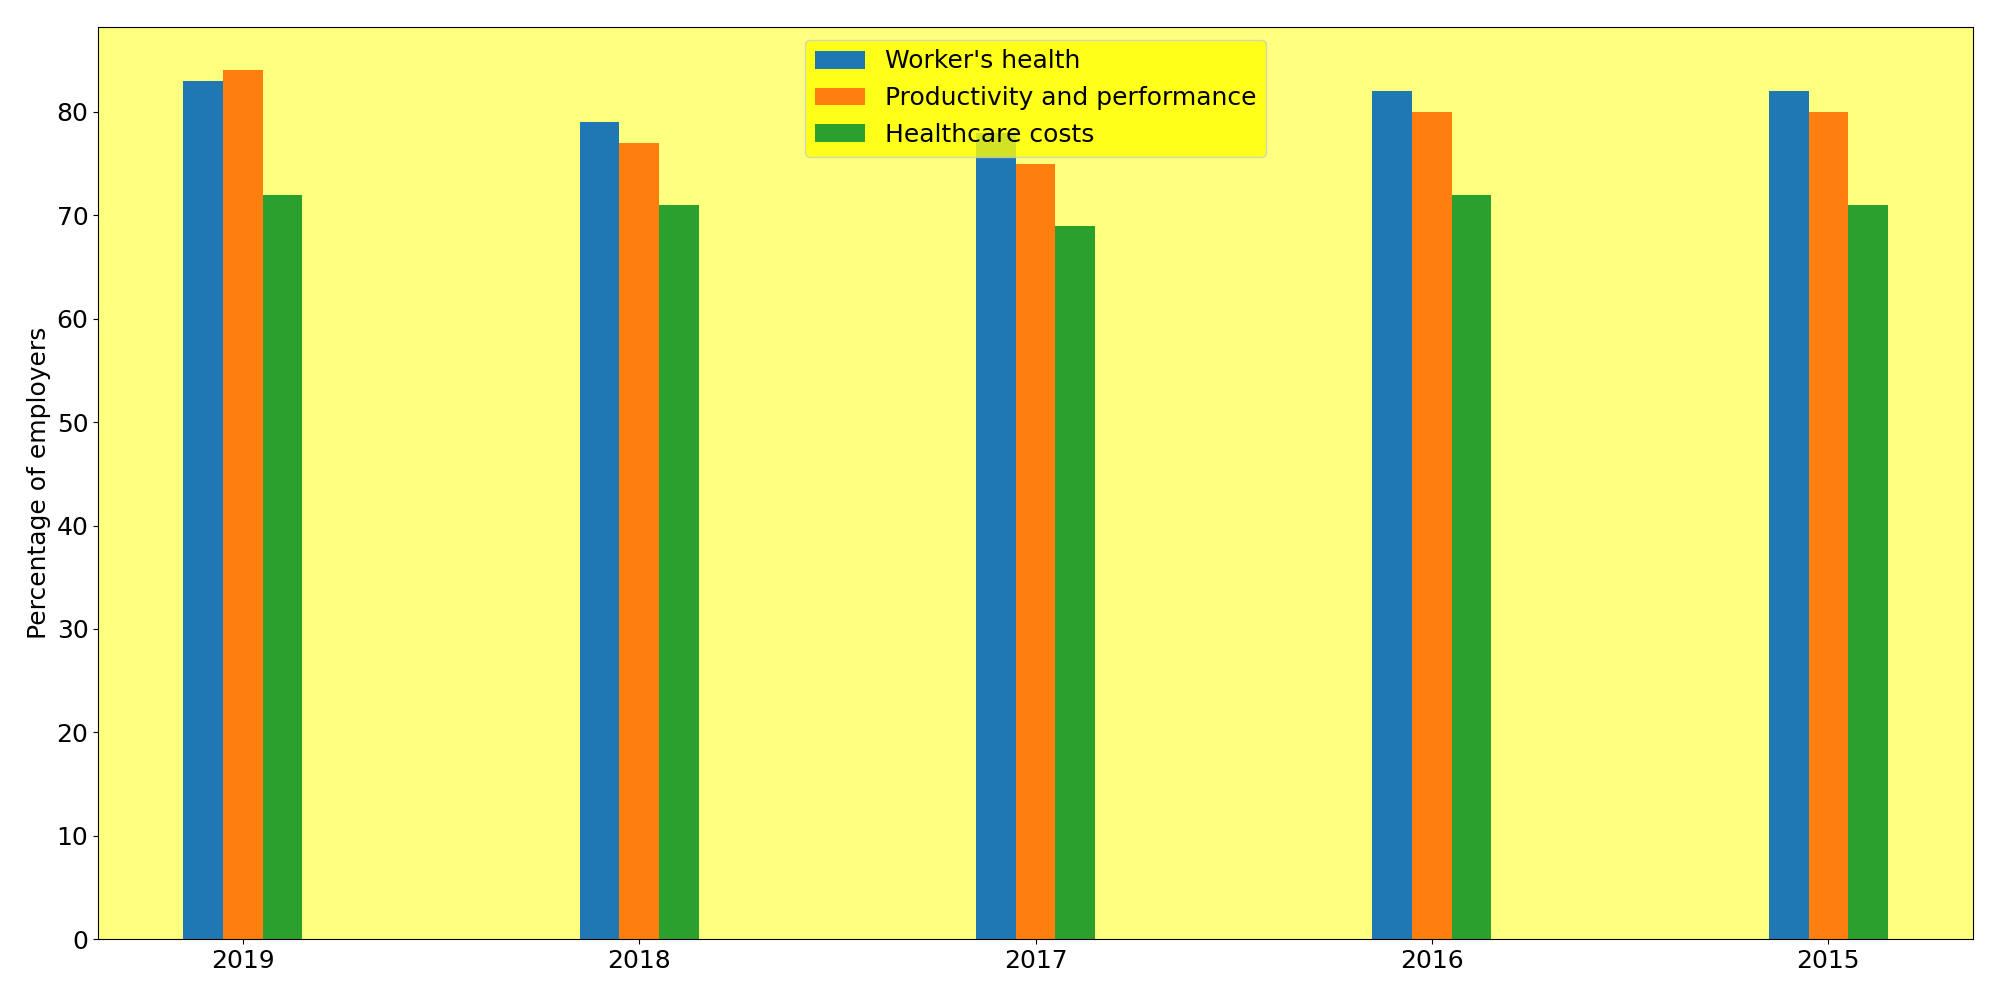 Worker's health
Productivity and performance
Healthcare costs
Percentage of employers
80
70
60
50
40
30
20
10
0
2019 2018 2017 2016 2015